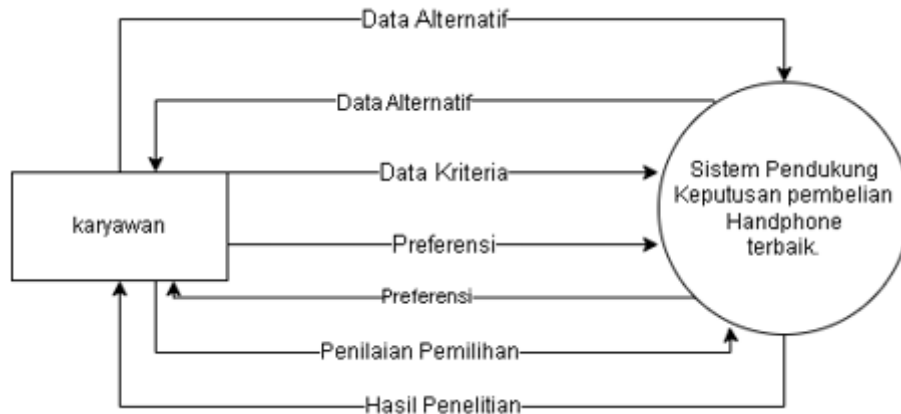 Data Alternatif
Data Alternatif
Data Kriteria
karyawan
Sistem Pendukung
Keputusan pembelian
Handphone
terbaik.
Preferensi
Preferensi
Penilaian Pemilihan
Hasil Penelitian